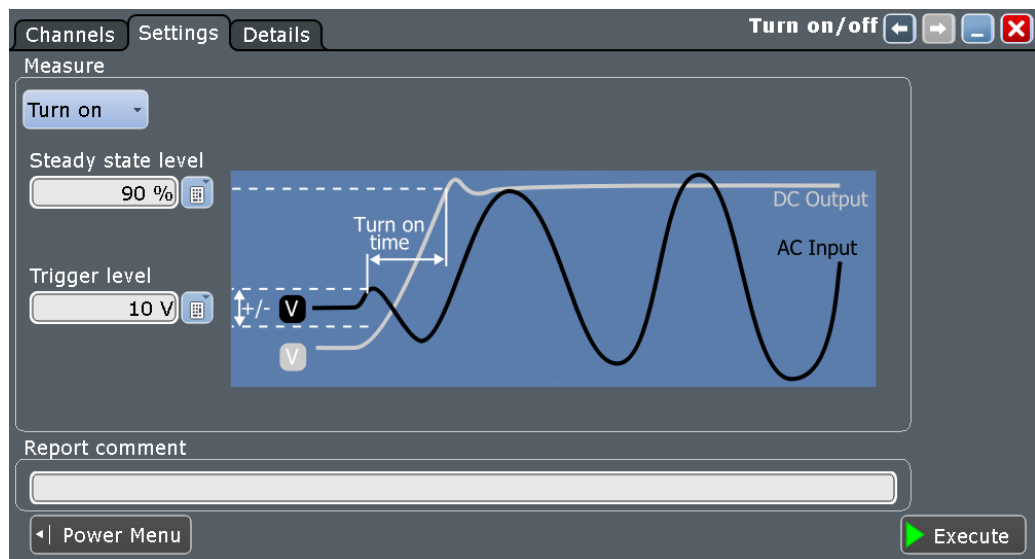 Channels Settings Details Turn on/off
Measure
Turn on
Steady state level
90 %
DC Output
Turn on
time
AC Input
Trigger level
10 V
+/- V
V
Report comment
Power Menu Execute